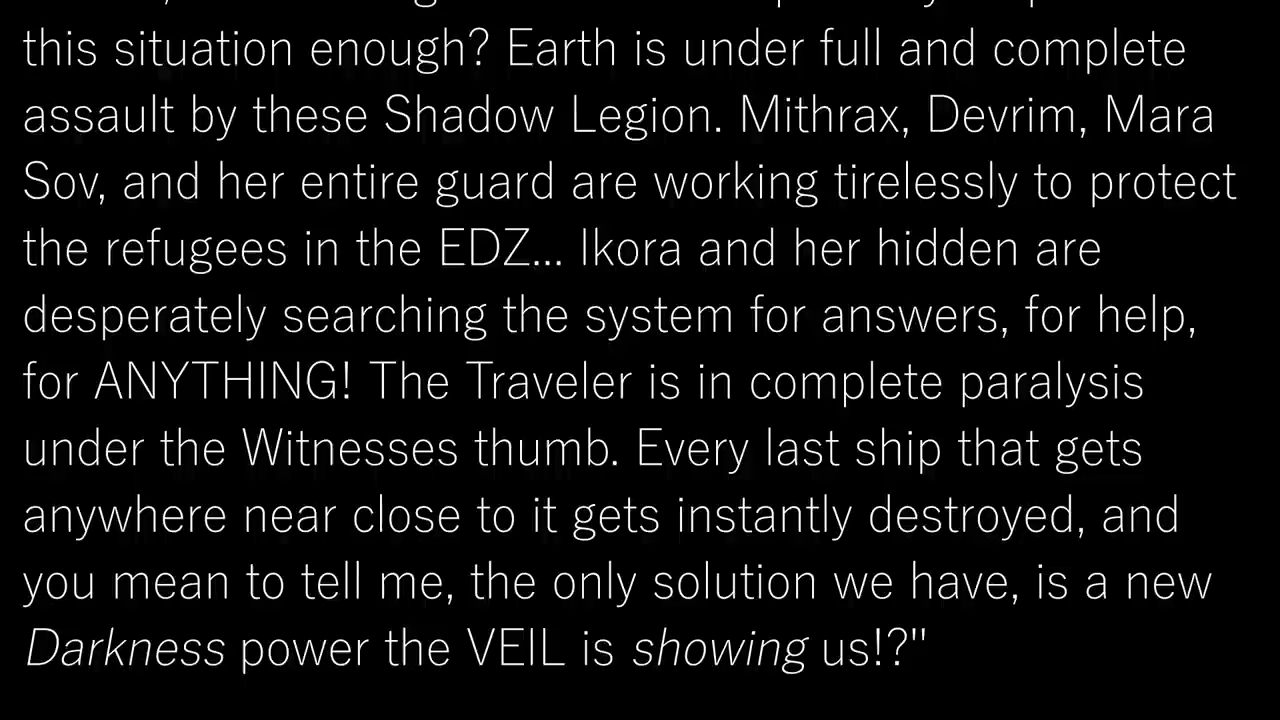 this situation enough? Earth is under full and complete
assault by these Shadow Legion. Mithrax, Devrim, Mara
Sov, and her entire guard are working tirelessly to protect
the refugees in the EDZ... Ikora and her hidden are
desperately searching the system for answers, for help,
for ANYTHING! The Traveler is in complete paralysis
under the Witnesses thumb. Every last ship that gets
anywhere near close to it gets instantly destroyed, and
you mean to tell me, the only solution we have, is a new
Darkness power the VEIL is showing us!?"